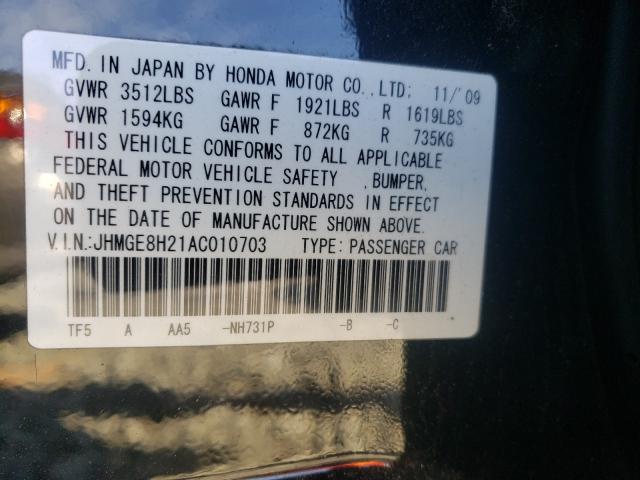 MFD. IN JAPAN BY HONDA MOTOR CO.,LTD; 11/'09
GVWR 3512LBS GAWR F 1921LBS R 1619LBS
GVWR 1594KG GAWR F 872KG R 735KG
THIS VEHICLE CONFORMS TO ALL APPLICABLE
FEDERAL MOTOR VEHICLE SAFETY ,BUMPER,
AND THEFT PREVENTION STANDARDS IN EFFECT
ON THE DATE OF MANUFACTURE SHOWN ABOVE.
V.I.N.:JHMGE8H21AC010703 TYPE: PASSENGER CAR
TF5 A AA5 -NH731P -B -C -